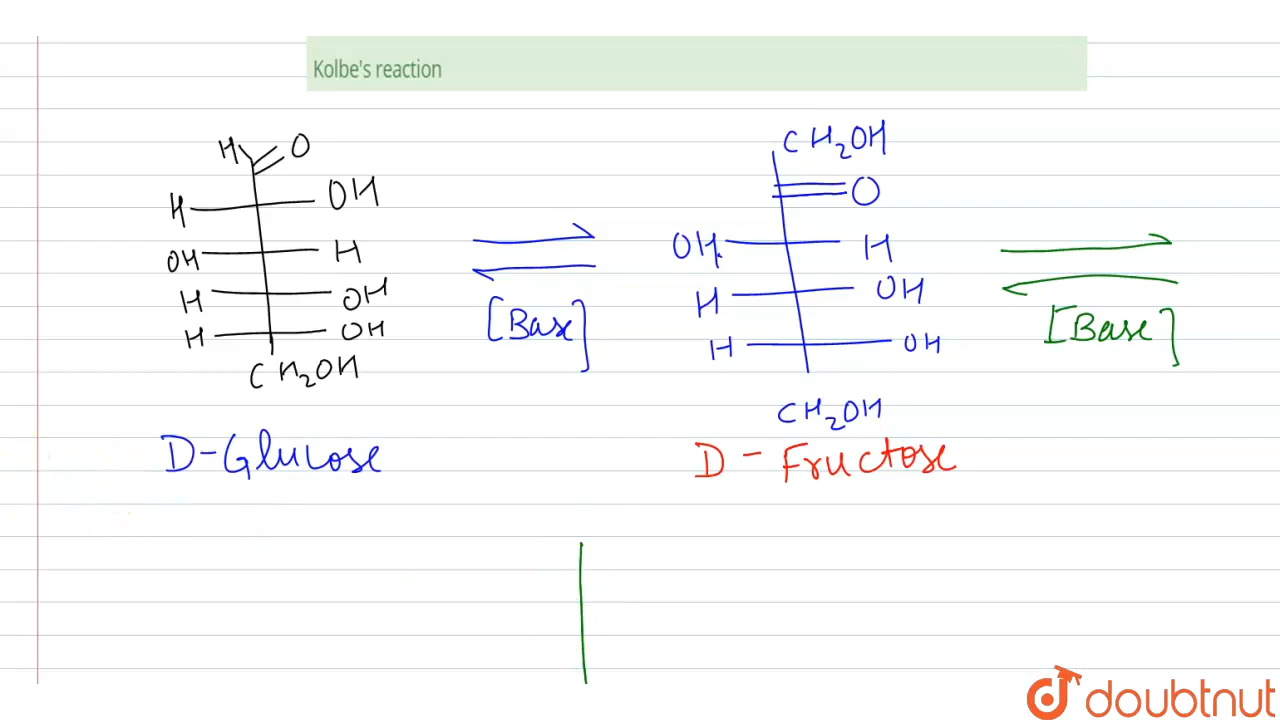 Kolbe's reaction
H O
H OH
OH H
H OH
H OH
CH2OH
D-Glucose
[Base]
CH2OH
O
OH H
H OH
H OH
CH2OH
D - Fructose
[Base]
doubtnut